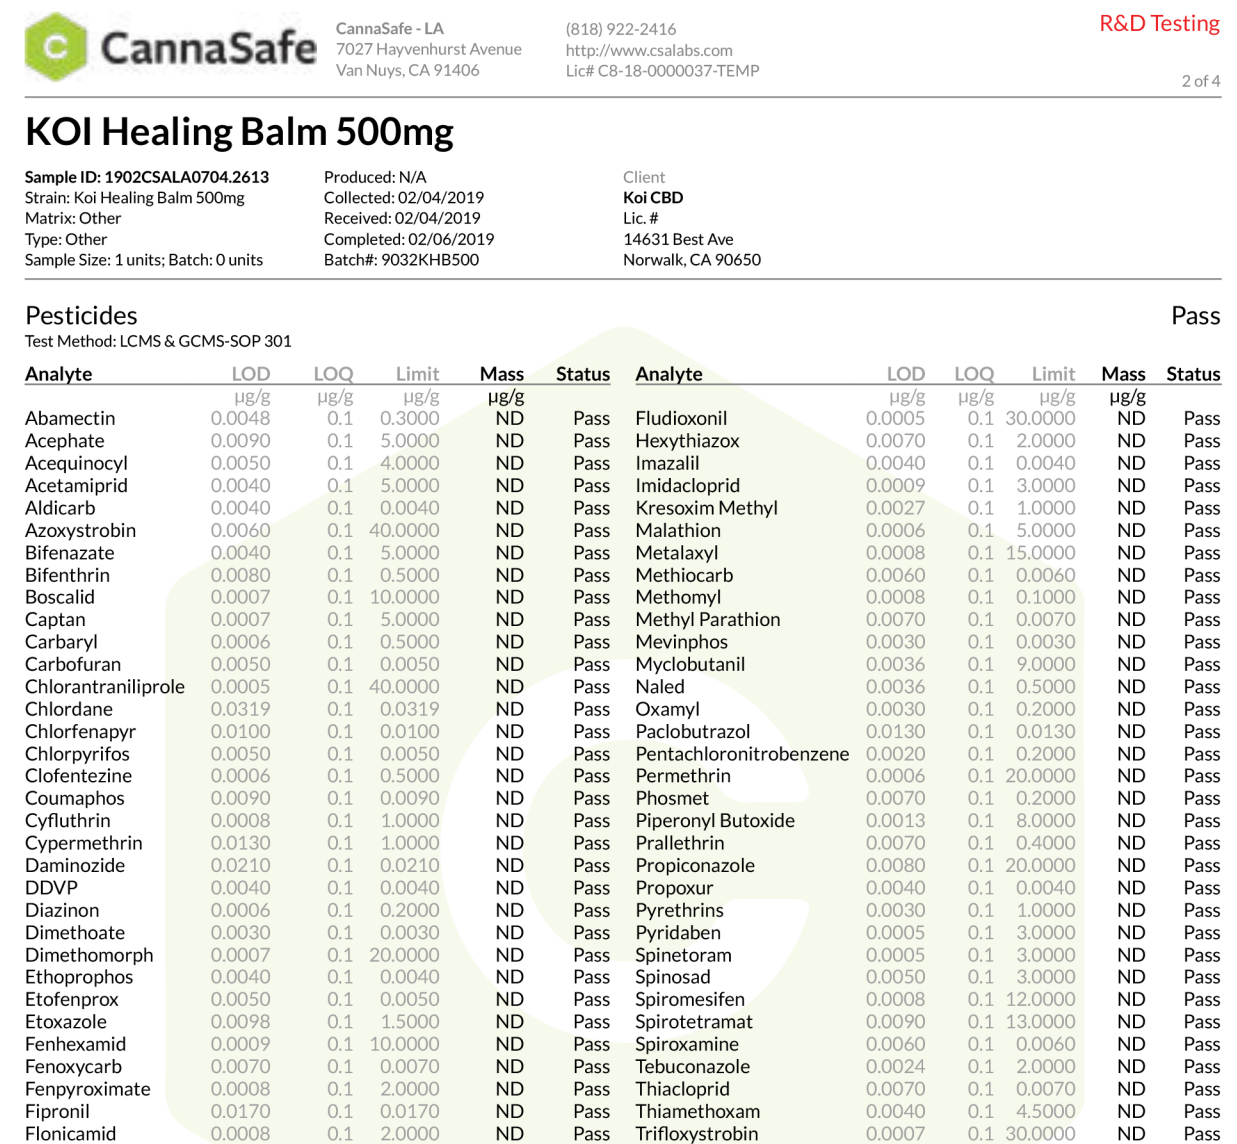 CannaSafe
CannaSafe - LA
7027 Hayvenhurst Avenue
Van Nuys, CA 91406
(818) 922-2416
http://www.csalabs.com
Lic# C8-18-0000037-TEMP
R&D Testing
2 of 4
KOI Healing Balm 500mg
Sample ID: 1902CSALA0704.2613
Strain: Koi Healing Balm 500mg
Matrix: Other
Type: Other
Sample Size: 1 units; Batch: 0 units
Produced: N/A
Collected: 02/04/2019
Received: 02/04/2019
Completed: 02/06/2019
Batch#: 9032KHB500
Client
Koi CBD
Lic. #
14631 Best Ave
Norwalk, CA 90650
Pesticides Pass
Test Method: LCMS & GCMS-SOP 301
Analyte LOD LOQ Limit Mass Status
µg/g µg/g µg/g µg/g
Abamectin 0.0048 0.1 0.3000 ND Pass
Acephate 0.0090 0.1 5.0000 ND Pass
Acequinocyl 0.0050 0.1 4.0000 ND Pass
Acetamiprid 0.0040 0.1 5.0000 ND Pass
Aldicarb 0.0040 0.1 0.0040 ND Pass
Azoxystrobin 0.0060 0.1 40.0000 ND Pass
Bifenazate 0.0040 0.1 5.0000 ND Pass
Bifenthrin 0.0080 0.1 0.5000 ND Pass
Boscalid 0.0007 0.1 10.0000 ND Pass
Captan 0.0007 0.1 5.0000 ND Pass
Carbaryl 0.0006 0.1 0.5000 ND Pass
Carbofuran 0.0050 0.1 0.0050 ND Pass
Chlorantraniliprole 0.0005 0.1 40.0000 ND Pass
Chlordane 0.0319 0.1 0.0319 ND Pass
Chlorfenapyr 0.0100 0.1 0.0100 ND Pass
Chlorpyrifos 0.0050 0.1 0.0050 ND Pass
Clofentezine 0.0006 0.1 0.5000 ND Pass
Coumaphos 0.0090 0.1 0.0090 ND Pass
Cyfluthrin 0.0008 0.1 1.0000 ND Pass
Cypermethrin 0.0130 0.1 1.0000 ND Pass
Daminozide 0.0210 0.1 0.0210 ND Pass
DDVP 0.0040 0.1 0.0040 ND Pass
Diazinon 0.0006 0.1 0.2000 ND Pass
Dimethoate 0.0030 0.1 0.0030 ND Pass
Dimethomorph 0.0007 0.1 20.0000 ND Pass
Ethoprophos 0.0040 0.1 0.0040 ND Pass
Etofenprox 0.0050 0.1 0.0050 ND Pass
Etoxazole 0.0098 0.1 1.5000 ND Pass
Fenhexamid 0.0009 0.1 10.0000 ND Pass
Fenoxycarb 0.0070 0.1 0.0070 ND Pass
Fenpyroximate 0.0008 0.1 2.0000 ND Pass
Fipronil 0.0170 0.1 0.0170 ND Pass
Flonicamid 0.0008 0.1 2.0000 ND Pass
Analyte LOD LOQ Limit Mass Status
µg/g µg/g µg/g µg/g
Fludioxonil 0.0005 0.1 30.0000 ND Pass
Hexythiazox 0.0070 0.1 2.0000 ND Pass
Imazalil 0.0040 0.1 0.0040 ND Pass
Imidacloprid 0.0009 0.1 3.0000 ND Pass
Kresoxim Methyl 0.0027 0.1 1.0000 ND Pass
Malathion 0.0006 0.1 5.0000 ND Pass
Metalaxyl 0.0008 0.1 15.0000 ND Pass
Methiocarb 0.0060 0.1 0.0060 ND Pass
Methomyl 0.0008 0.1 0.1000 ND Pass
Methyl Parathion 0.0070 0.1 0.0070 ND Pass
Mevinphos 0.0030 0.1 0.0030 ND Pass
Myclobutanil 0.0036 0.1 9.0000 ND Pass
Naled 0.0036 0.1 0.5000 ND Pass
Oxamyl 0.0030 0.1 0.2000 ND Pass
Paclobutrazol 0.0130 0.1 0.0130 ND Pass
Pentachloronitrobenzene 0.0020 0.1 0.2000 ND Pass
Permethrin 0.0006 0.1 20.0000 ND Pass
Phosmet 0.0070 0.1 0.2000 ND Pass
Piperonyl Butoxide 0.0013 0.1 8.0000 ND Pass
Prallethrin 0.0070 0.1 0.4000 ND Pass
Propiconazole 0.0080 0.1 20.0000 ND Pass
Propoxur 0.0040 0.1 0.0040 ND Pass
Pyrethrins 0.0030 0.1 1.0000 ND Pass
Pyridaben 0.0005 0.1 3.0000 ND Pass
Spinetoram 0.0005 0.1 3.0000 ND Pass
Spinosad 0.0050 0.1 3.0000 ND Pass
Spiromesifen 0.0008 0.1 12.0000 ND Pass
Spirotetramat 0.0090 0.1 13.0000 ND Pass
Spiroxamine 0.0060 0.1 0.0060 ND Pass
Tebuconazole 0.0024 0.1 2.0000 ND Pass
Thiacloprid 0.0070 0.1 0.0070 ND Pass
Thiamethoxam 0.0040 0.1 4.5000 ND Pass
Trifloxystrobin 0.0007 0.1 30.0000 ND Pass